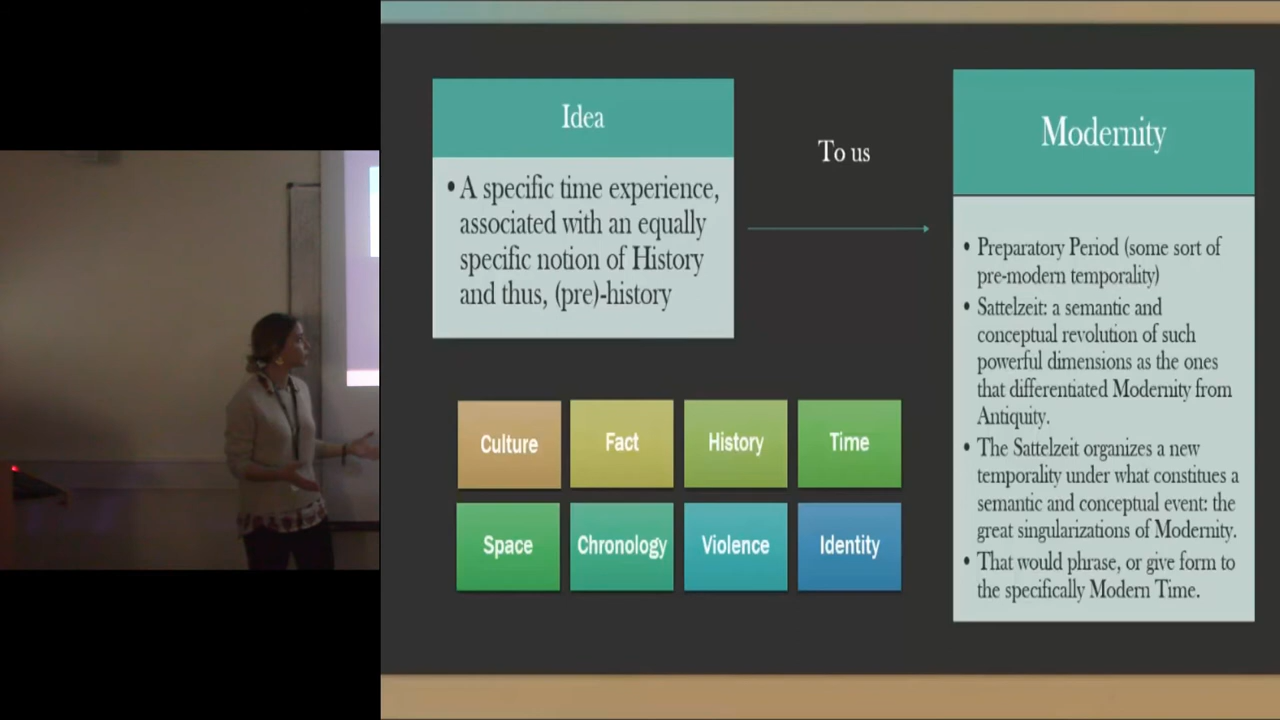 Idea
•A specific time experience,
associated with an equally
specific notion of History
and thus, (pre)-history
To us
Modernity
• Preparatory Period (some sort of
pre-modern temporality)
• Sattelzeit: a semantic and
conceptual revolution of such
powerful dimensions as the ones
that differentiated Modernity from
Antiquity.
• The Sattelzeit organizes a new
temporality under what constitutes a
semantic and conceptual event: the
great singularizations of Modernity.
• That would phrase, or give form to
the specifically Modern Time.
Culture
Fact
History
Time
Space
Chronology
Violence
Identity